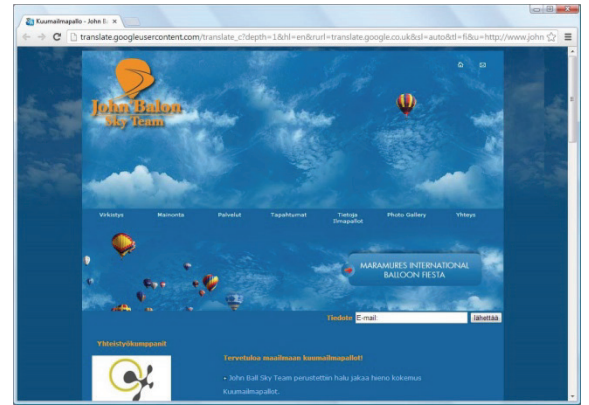 Kuumailmapallo - John B
translate.googleusercontent.com/translate_c?depth=1&hl=en&rurl=translate.google.co.uk&sl=auto&tl=fi&u=http://www.john
John Balon
Sky Team
Virkistys Mainonta Palvelut Tapahtumat Tietoja Ilmapallot Photo Gallery Yhteys
MARAMURES INTERNATIONAL
BALLOON FIESTA
Tiedote E-mail lähettää
Yhteistyökumppanit
Tervetuloa maailmaan kuumailmapallot!
- John Ball Sky Team perustettiin halu jakaa hieno kokemus
Kuumailmapallot.